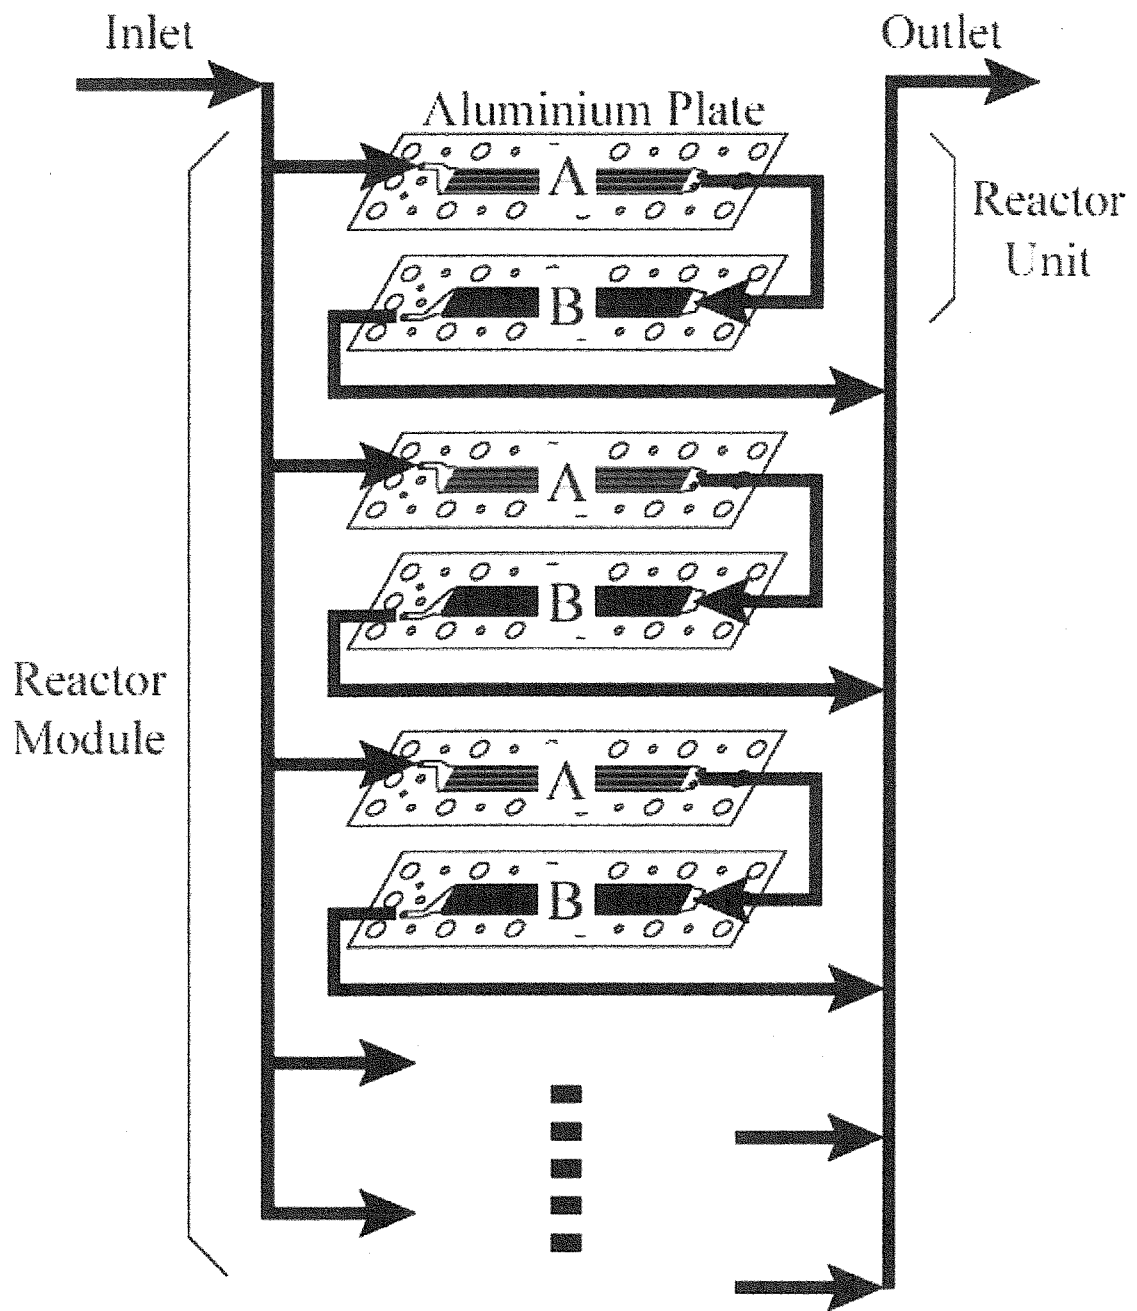 Inlet
Outlet
Aluminium Plate
A
Reactor
Unit
B
A
B
Reactor
Module
A
B